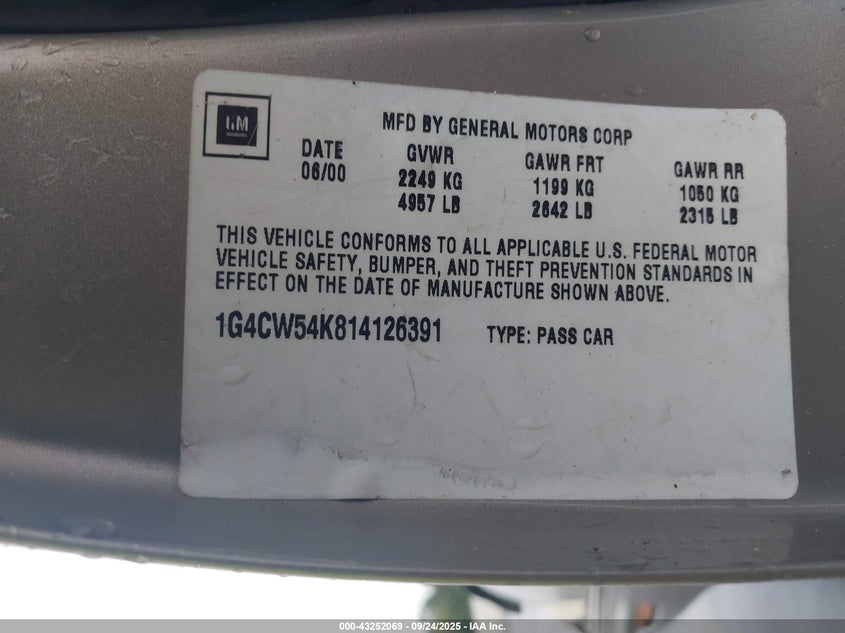 GM
MFD BY GENERAL MOTORS CORP
DATE GVWR GAWR FRT GAWR RR
06/00 2249 KG 1199 KG 1050 KG
4957 LB 2642 LB 2315 LB
THIS VEHICLE CONFORMS TO ALL APPLICABLE U.S. FEDERAL MOTOR
VEHICLE SAFETY, BUMPER, AND THEFT PREVENTION STANDARDS IN
EFFECT ON THE DATE OF MANUFACTURE SHOWN ABOVE.
1G4CW54K814126391 TYPE: PASS CAR
000-43252069 - 09/24/2025 - IAA Inc.